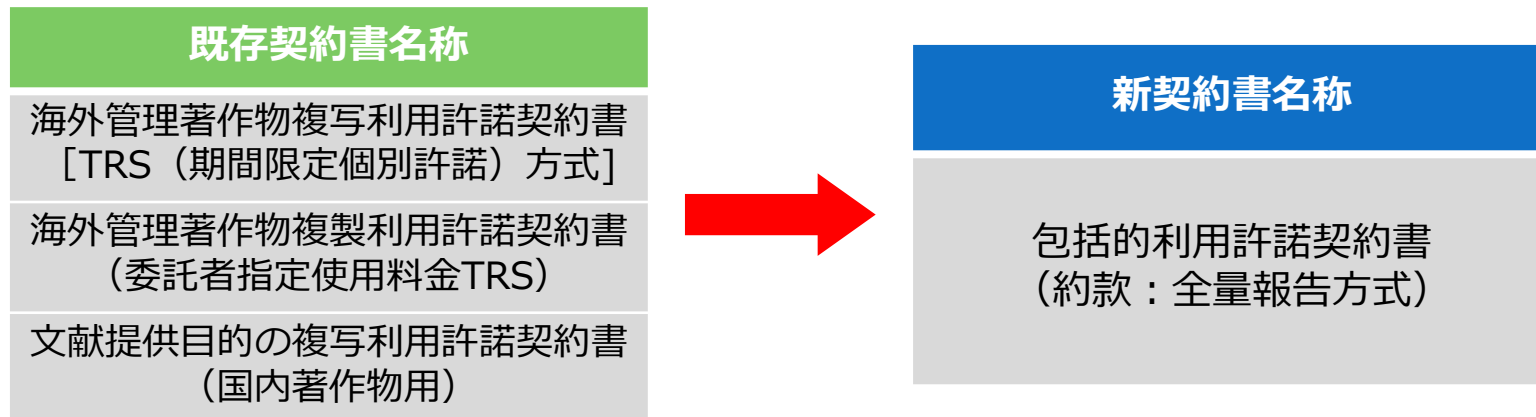 既存契約書名称
海外管理著作物複写利用許諾契約書
［TRS（期間限定個別許諾）方式］
海外管理著作物複製利用許諾契約書
（委託者指定使用料金TRS）
文献提供目的の複写利用許諾契約書
（国内著作物用）
新契約書名称
包括的利用許諾契約書
（約款：全量報告方式）